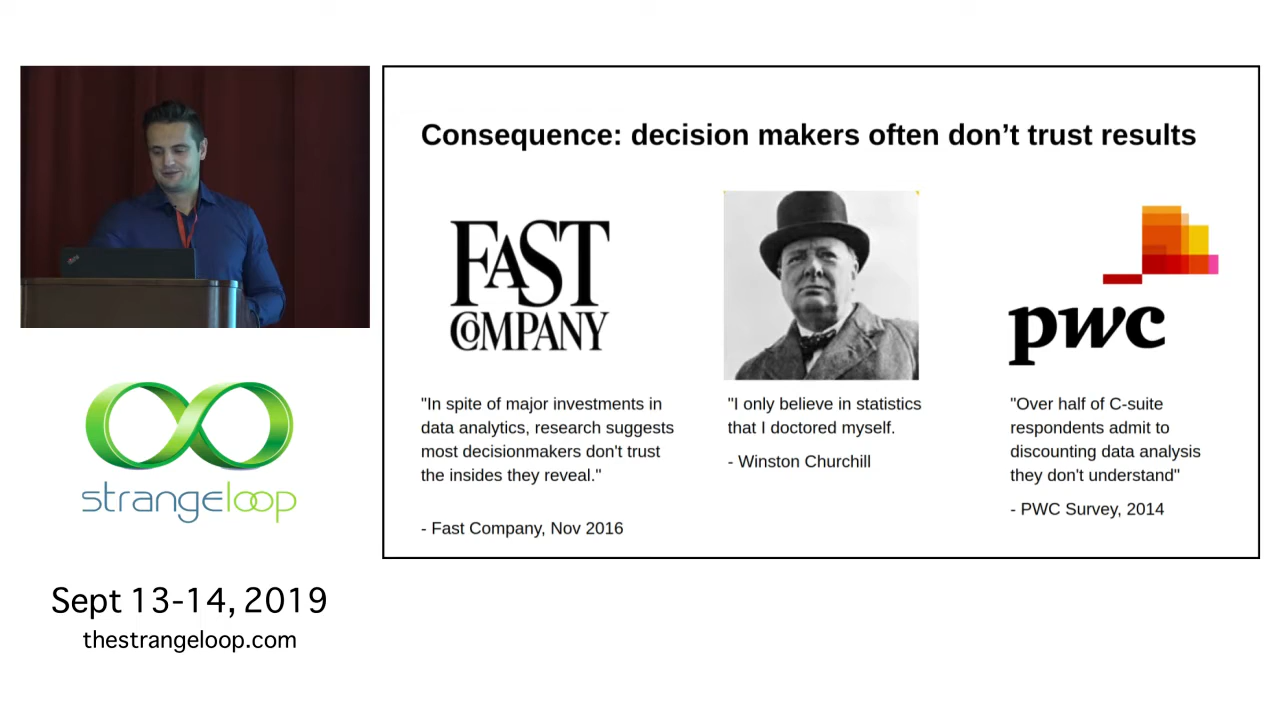 Consequence: decision makers often don’t trust results
FAST
COMPANY
pwc
"In spite of major investments in
data analytics, research suggests
most decisionmakers don't trust
the insides they reveal."
- Fast Company, Nov 2016
"I only believe in statistics
that I doctored myself.
- Winston Churchill
"Over half of C-suite
respondents admit to
discounting data analysis
they don't understand"
- PWC Survey, 2014
strangeloop
Sept 13-14, 2019
thestrangeloop.com